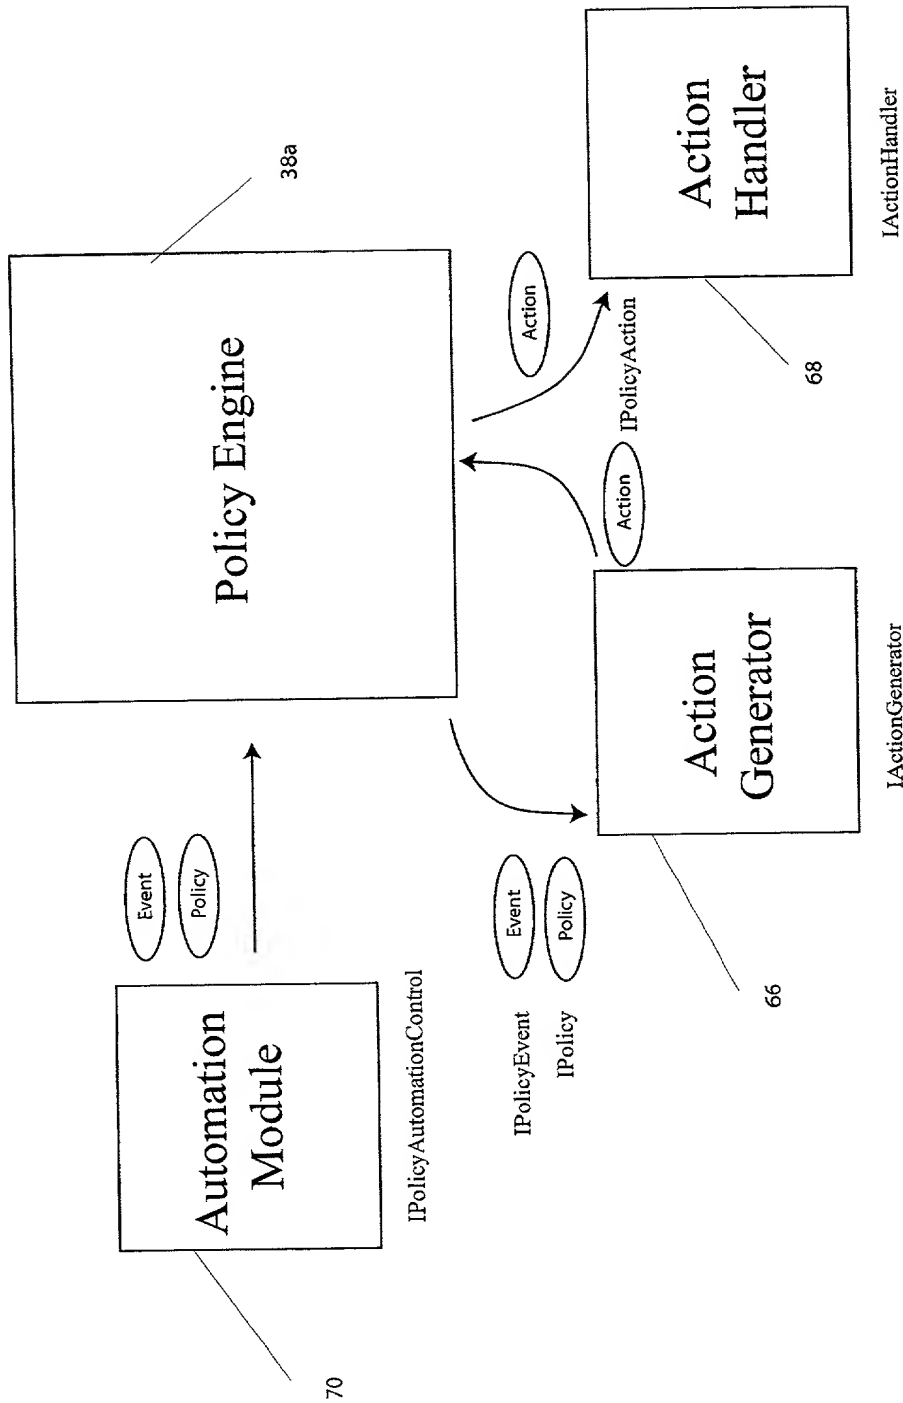 Event
Policy
Automation
Module
Policy Engine
38a
70
IPolicyAutomationControl
IPolicyEvent
Event
IPolicy
Policy
Action
Action
IPolicyAction
Action
Generator
Action
Handler
66
68
IActionGenerator
IActionHandler